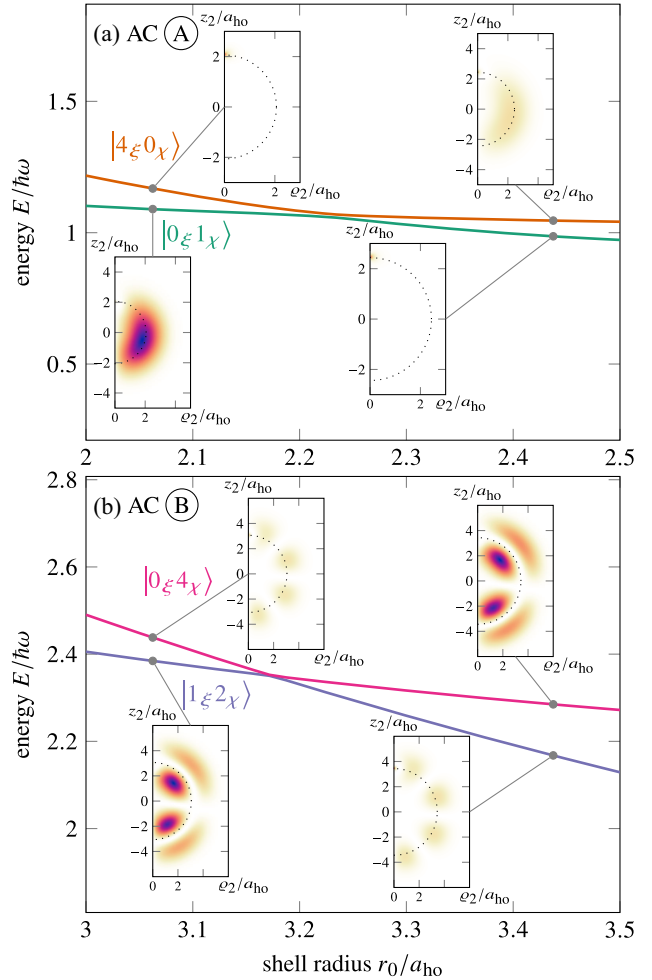 (a) AC Ⓐ
energy E/ħω
1.5
1
0.5
2
2.1
2.2
2.3
2.4
2.5
|4ξ0χ⟩
|0ξ1χ⟩
z₂/aho
2
0
−2
0
2
ϱ₂/aho
z₂/aho
4
2
0
−2
−4
0
2
ϱ₂/aho
z₂/aho
4
2
0
−2
−4
0
2
ϱ₂/aho
z₂/aho
2
0
−2
0
2
ϱ₂/aho
(b) AC Ⓑ
energy E/ħω
2.8
2.6
2.4
2.2
2
3
3.1
3.2
3.3
3.4
3.5
shell radius r₀/aho
|0ξ4χ⟩
|1ξ2χ⟩
z₂/aho
4
2
0
−2
−4
0
2
ϱ₂/aho
z₂/aho
4
2
0
−2
−4
0
2
ϱ₂/aho
z₂/aho
4
2
0
−2
−4
0
2
ϱ₂/aho
z₂/aho
4
2
0
−2
−4
0
2
ϱ₂/aho